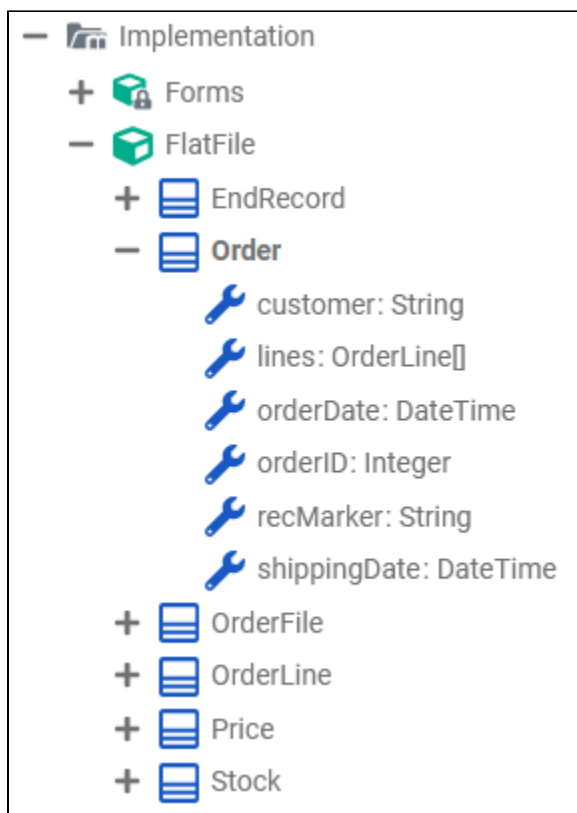 Implementation
Forms
FlatFile
EndRecord
Order
customer: String
lines: OrderLine[]
orderDate: DateTime
orderID: Integer
recMarker: String
shippingDate: DateTime
OrderFile
OrderLine
Price
Stock